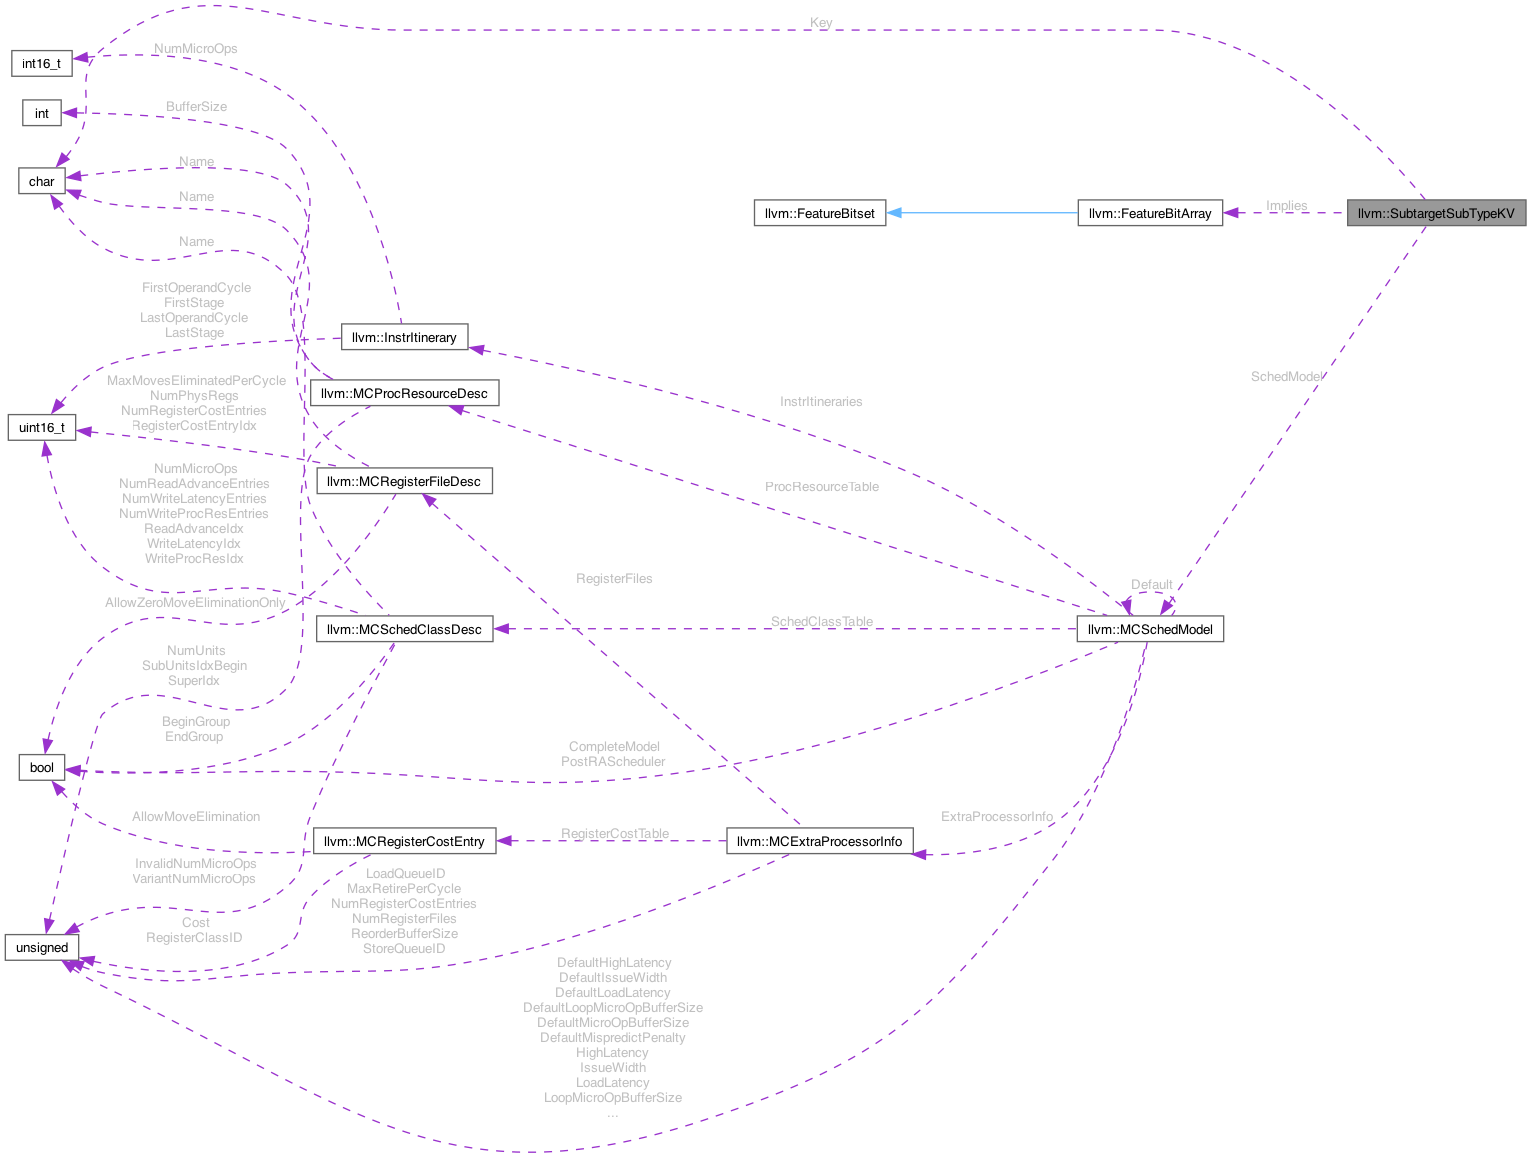 Key
NumMicroOps
int16_t
BufferSize
int
Name
char
Name
Name
llvm::FeatureBitset
llvm::FeatureBitArray
Implies
llvm::SubtargetSubTypeKV
FirstOperandCycle
FirstStage
LastOperandCycle
LastStage
llvm::InstrItinerary
SchedModel
MaxMovesEliminatedPerCycle
NumPhysRegs
NumRegisterCostEntries
RegisterCostEntryIdx
llvm::MCProcResourceDesc
InstrItineraries
uint16_t
NumMicroOps
NumReadAdvanceEntries
NumWriteLatencyEntries
NumWriteProcResEntries
ReadAdvanceIdx
WriteLatencyIdx
WriteProcResIdx
llvm::MCRegisterFileDesc
ProcResourceTable
RegisterFiles
Default
AllowZeroMoveEliminationOnly
llvm::MCSchedClassDesc
SchedClassTable
llvm::MCSchedModel
NumUnits
SubUnitsIdxBegin
SuperIdx
BeginGroup
EndGroup
bool
CompleteModel
PostRAScheduler
AllowMoveElimination
llvm::MCRegisterCostEntry
RegisterCostTable
llvm::MCExtraProcessorInfo
ExtraProcessorInfo
InvalidNumMicroOps
VariantNumMicroOps
LoadQueueID
MaxRetirePerCycle
NumRegisterCostEntries
NumRegisterFiles
ReorderBufferSize
StoreQueueID
Cost
RegisterClassID
unsigned
DefaultHighLatency
DefaultIssueWidth
DefaultLoadLatency
DefaultLoopMicroOpBufferSize
DefaultMicroOpBufferSize
DefaultMispredictPenalty
HighLatency
IssueWidth
LoadLatency
LoopMicroOpBufferSize
...